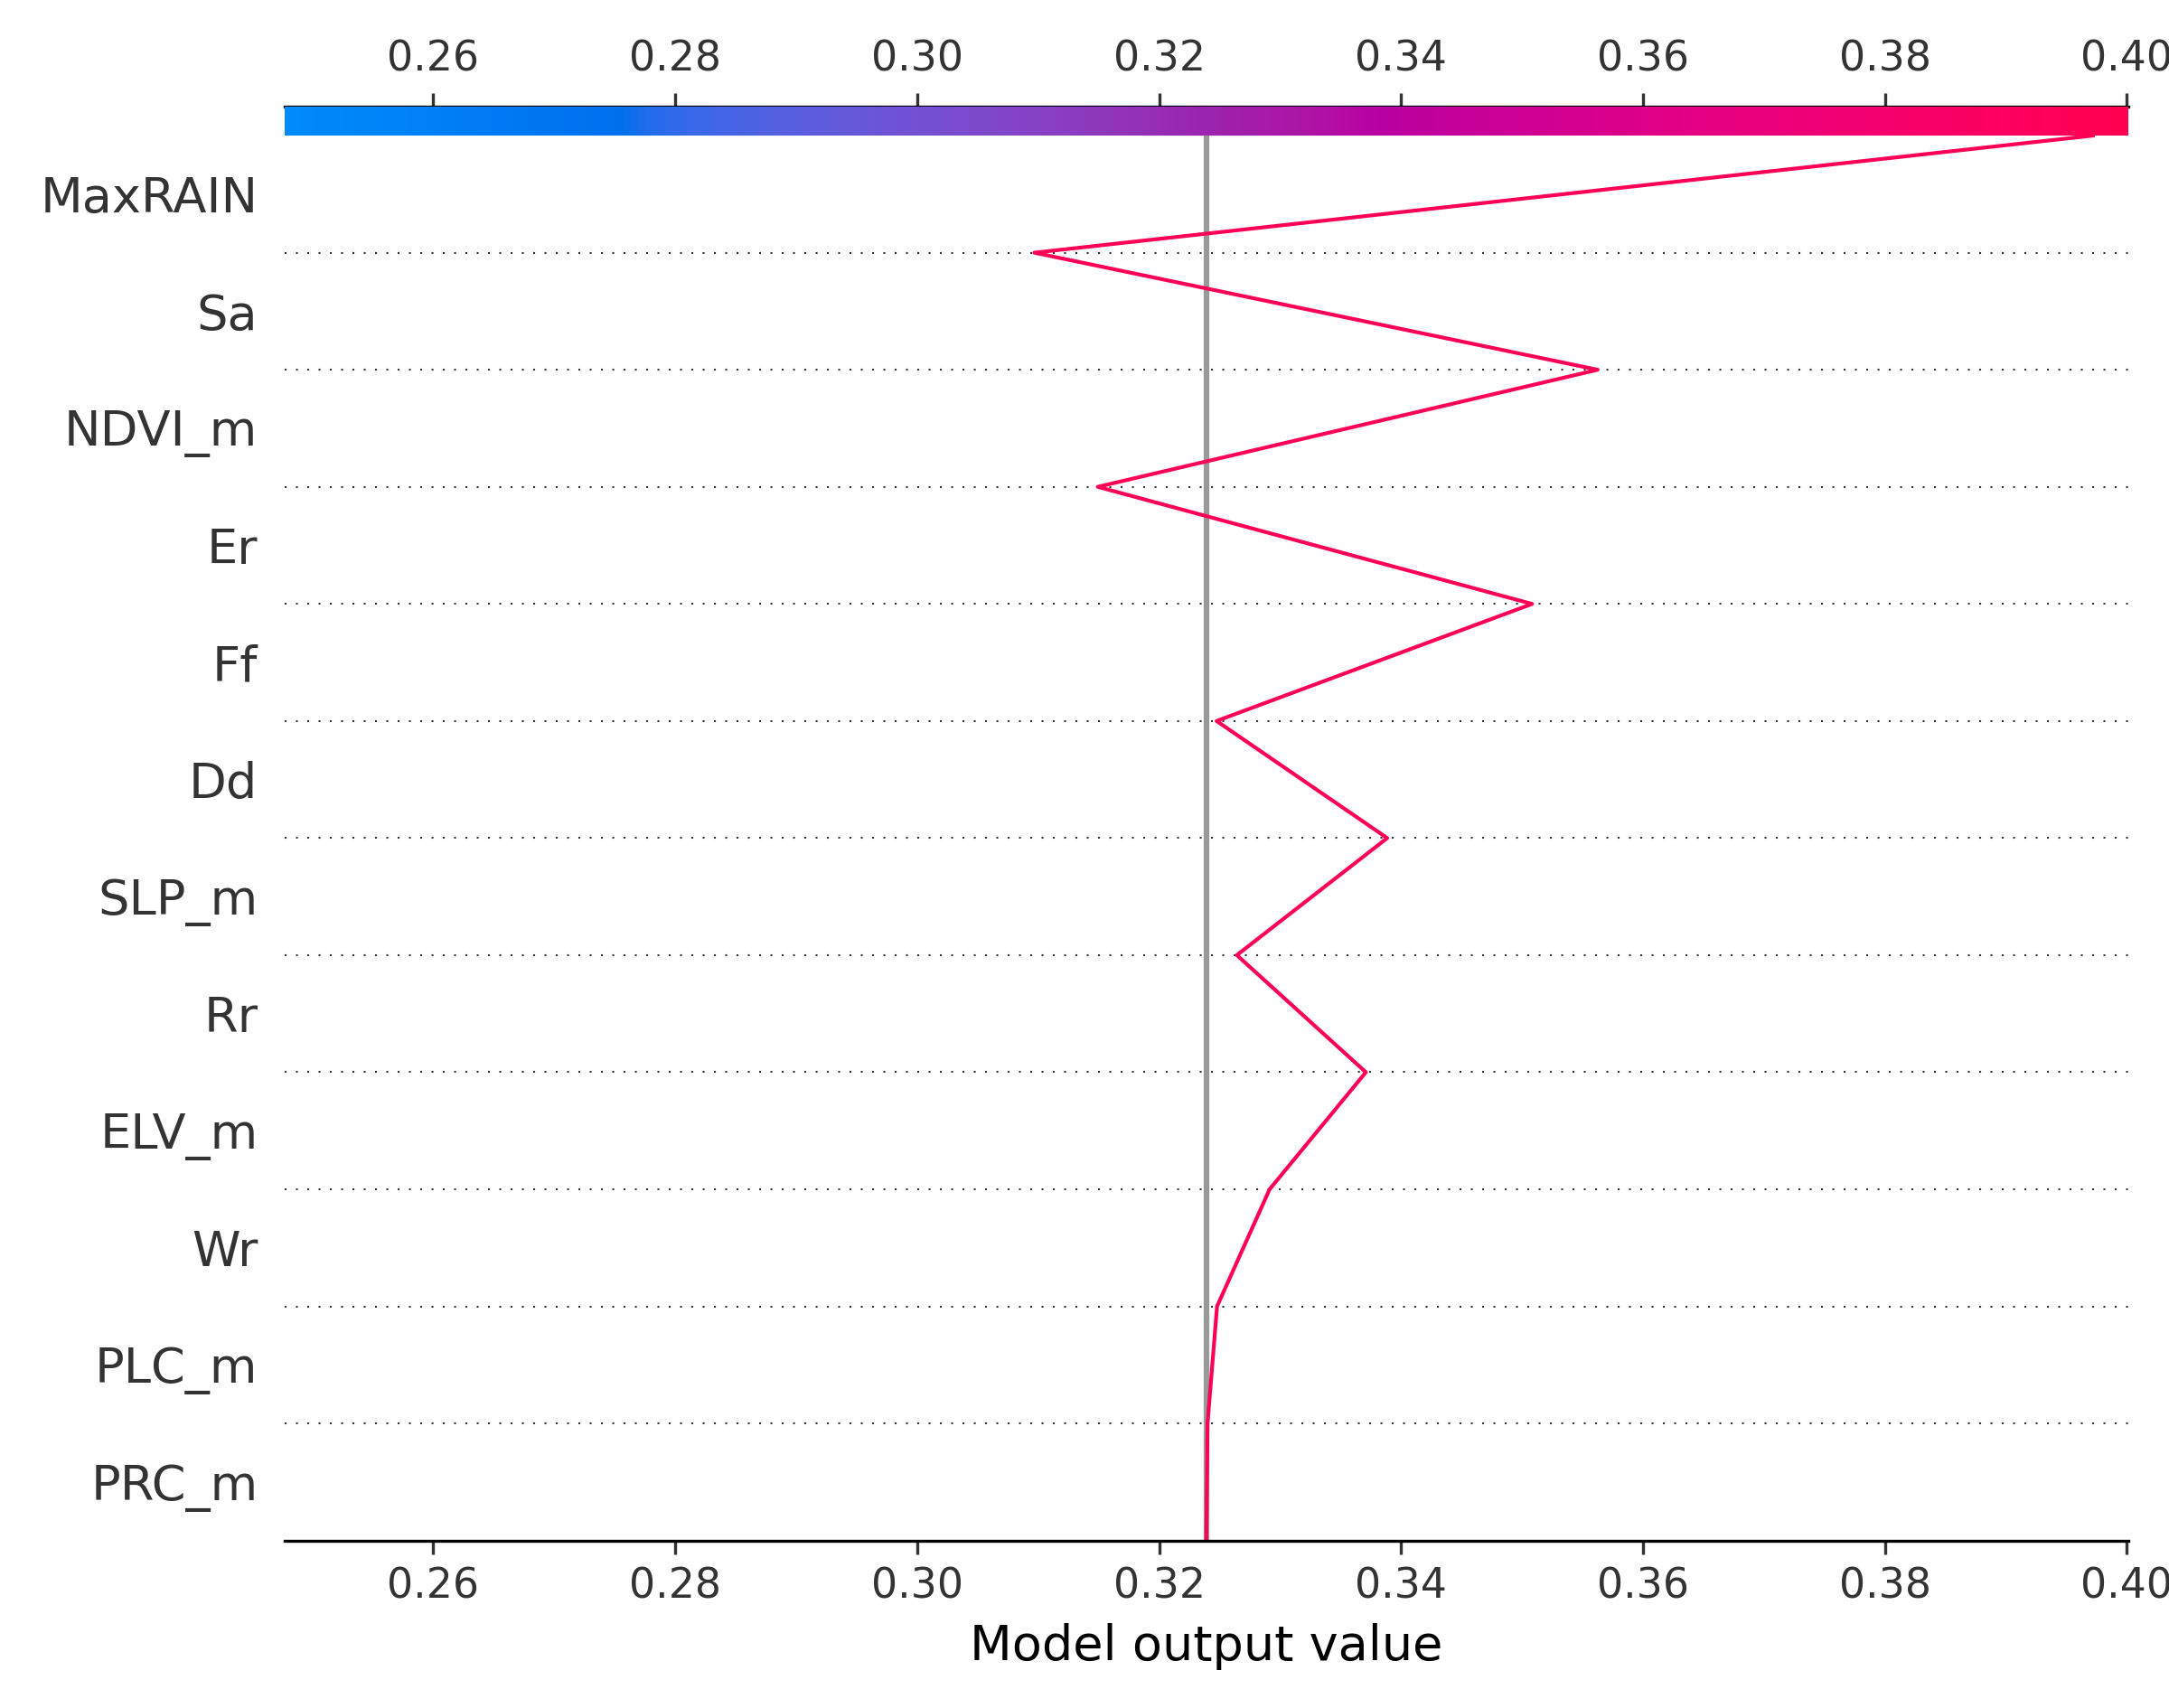 0.26 0.28 0.30 0.32 0.34 0.36 0.38 0.40
MaxRAIN
Sa
NDVI_m
Er
Ff
Dd
SLP_m
Rr
ELV_m
Wr
PLC_m
PRC_m
0.26 0.28 0.30 0.32 0.34 0.36 0.38 0.40
Model output value